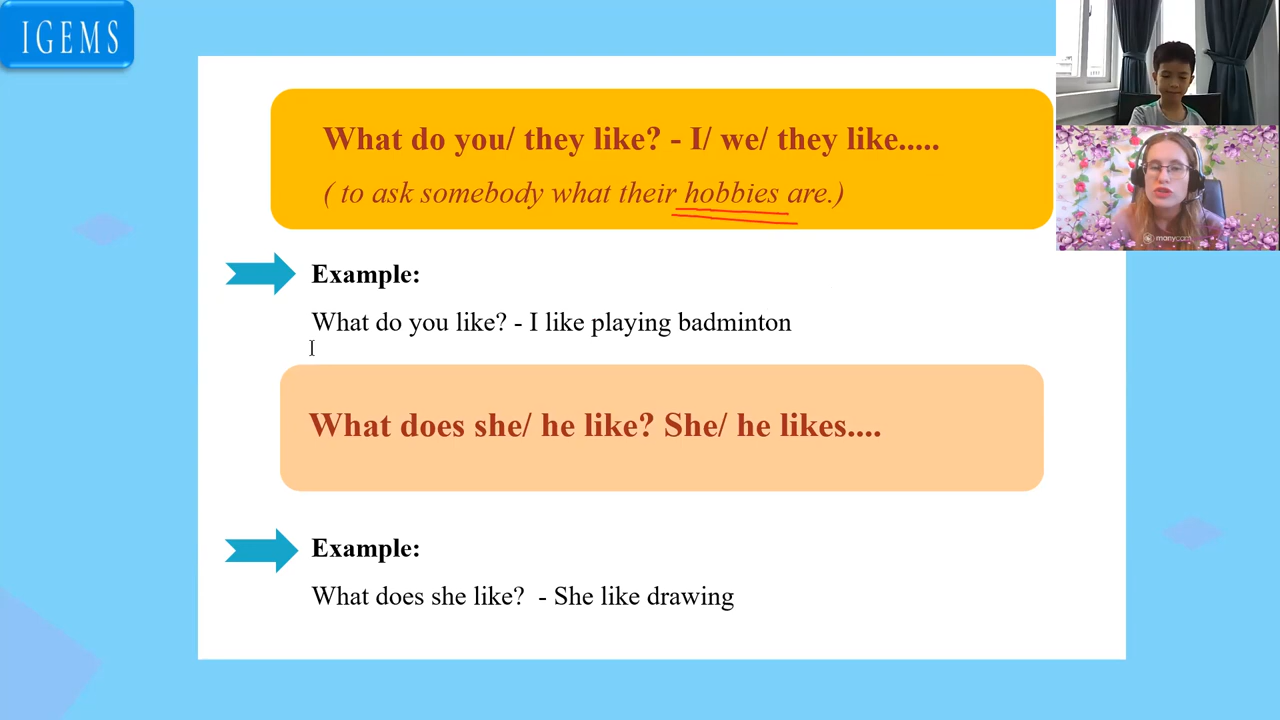 IGEMS
What do you/ they like? - I/ we/ they like.....
( to ask somebody what their hobbies are.)
manycam
Example:
What do you like? - I like playing badminton
What does she/ he like? She/ he likes....
Example:
What does she like? - She like drawing